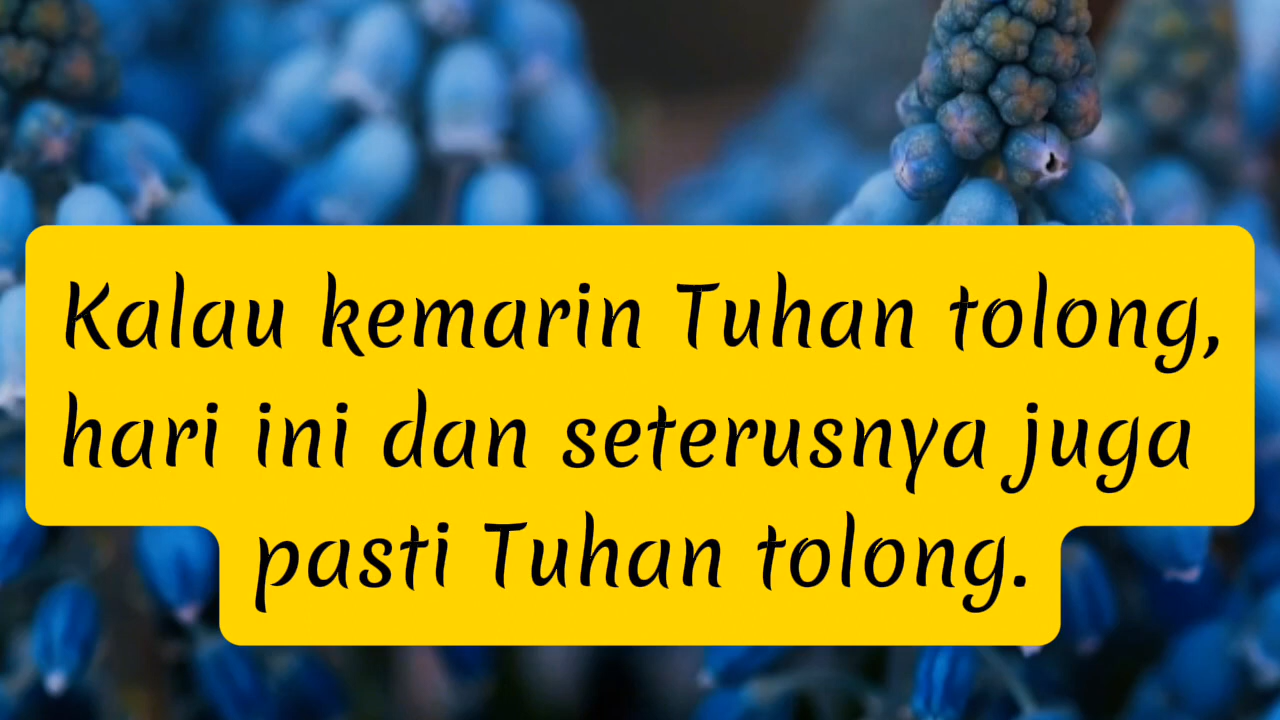 Kalau kemarin Tuhan tolong,
hari ini dan seterusnya juga
pasti Tuhan tolong.